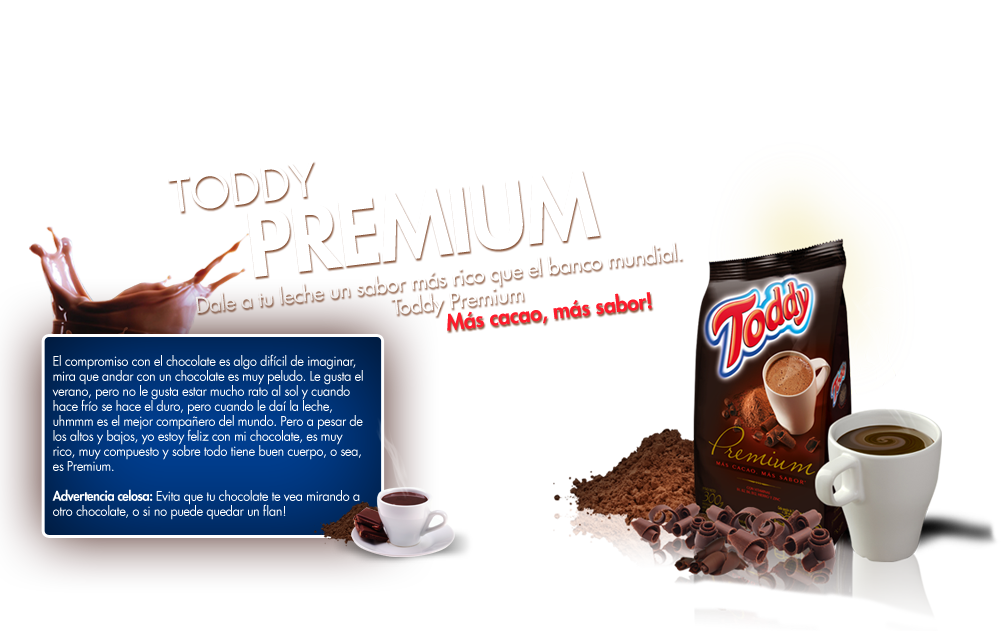 TODDY
PREMIUM
Dale a tu leche un sabor más rico que el banco mundial.
Toddy Premium
Más cacao, más sabor!
El compromiso con el chocolate es algo difícil de imaginar,
mira que andar con un chocolate es muy peludo. Le gusta el
verano, pero no le gusta estar mucho rato al sol y cuando
hace frío se hace el duro, pero cuando le daí la leche,
uhmmm es el mejor compañero del mundo. Pero a pesar de
los altos y bajos, yo estoy feliz con mi chocolate, es muy
rico, muy compuesto y sobre todo tiene buen cuerpo, o sea,
es Premium.
Advertencia celosa: Evita que tu chocolate te vea mirando a
otro chocolate, o si no puede quedar un flan!
Toddy
Premium
MÁS CACAO, MÁS SABOR!